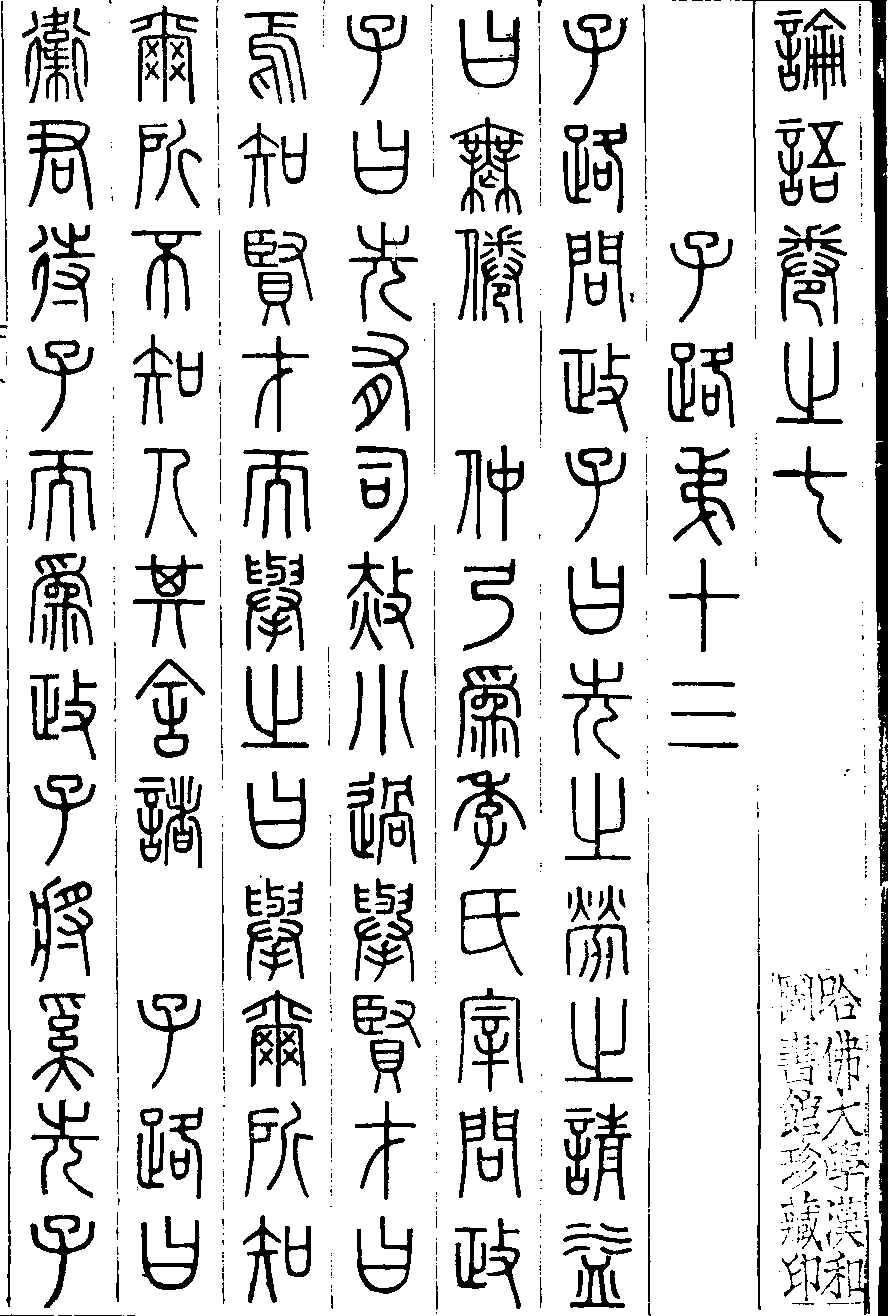 論語卷之七
子路弟十三
子路問政子曰先之勞之請益
曰無倦 仲弓爲季氏宰問政
子曰先有司赦小過舉賢才曰
焉知賢才而舉之曰舉爾所知
爾所不知人其舍諸 子路曰
衞君待子而爲政子將奚先子
哈佛大學漢和
圖書館珍藏印